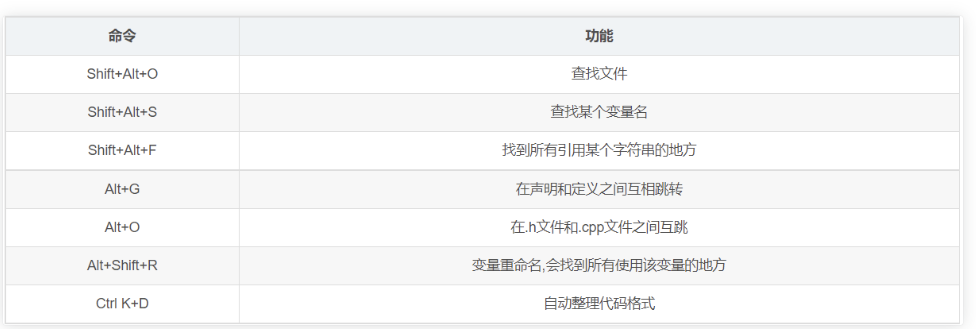 命令 功能
Shift+Alt+O 查找文件
Shift+Alt+S 查找某个变量名
Shift+Alt+F 找到所有引用某个字符串的地方
Alt+G 在声明和定义之间互相跳转
Alt+O 在.h文件和.cpp文件之间互跳
Alt+Shift+R 变量重命名,会找到所有使用该变量的地方
Ctrl K+D 自动整理代码格式